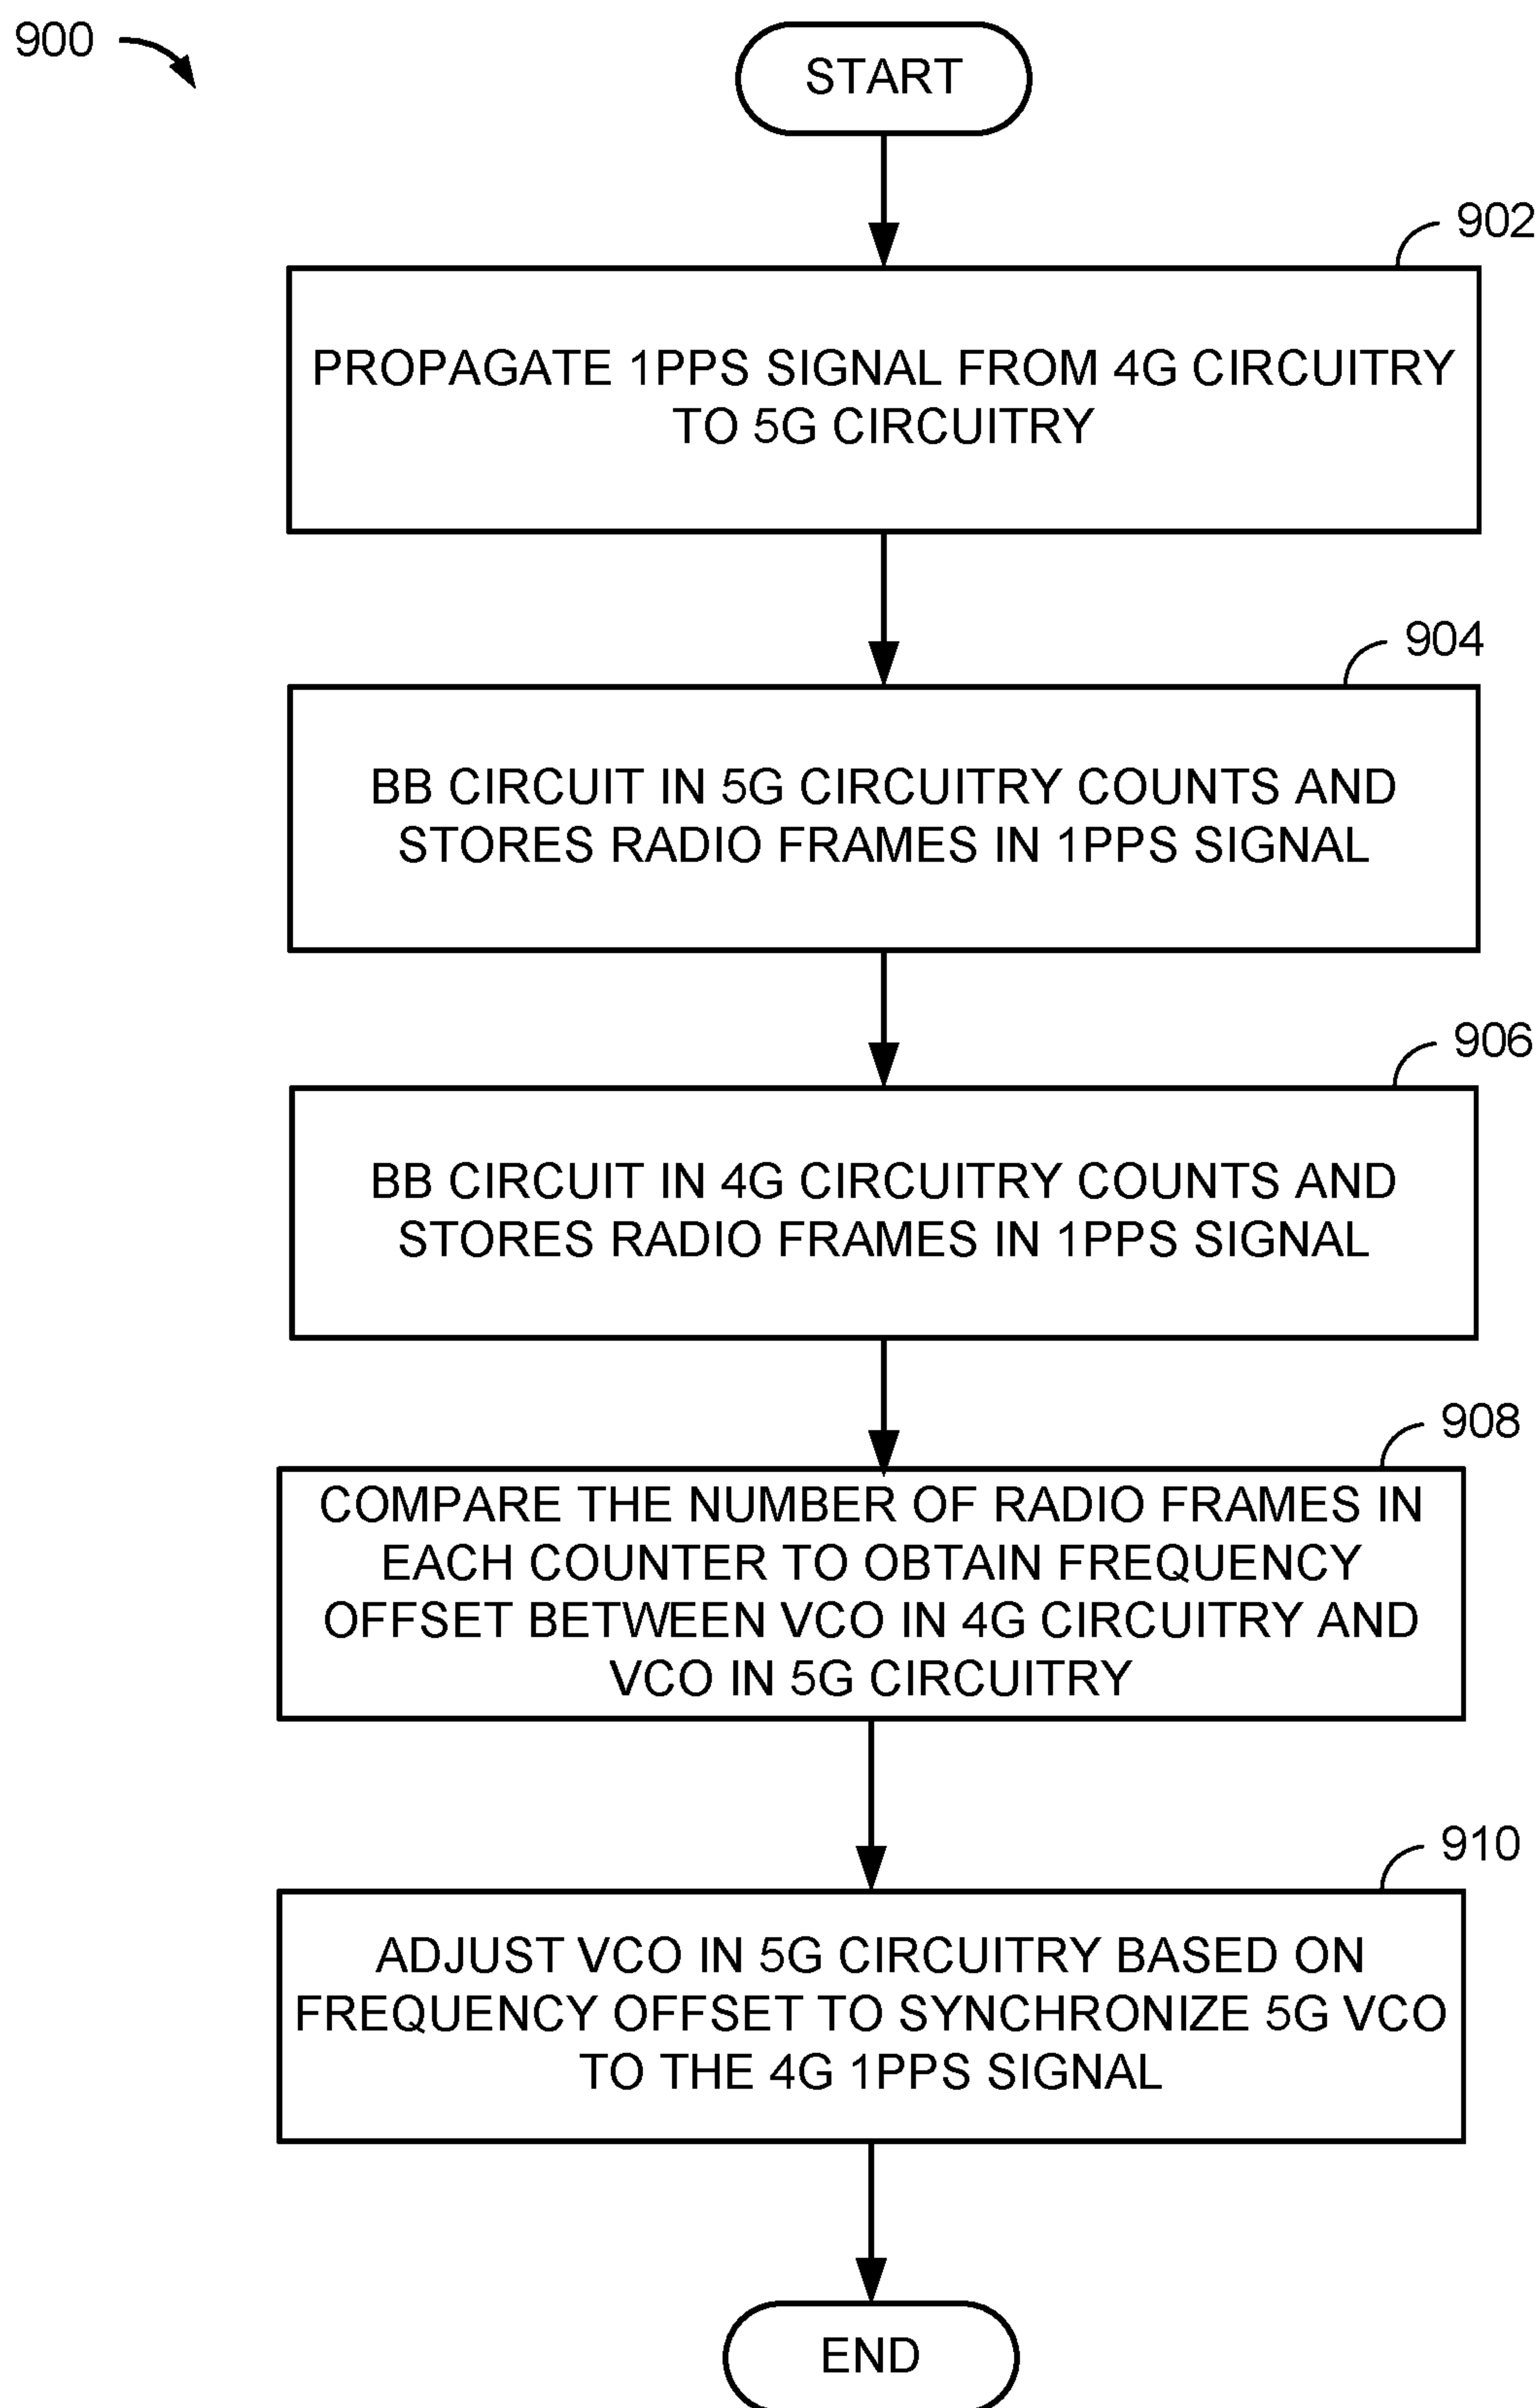 900
START
902
PROPAGATE 1PPS SIGNAL FROM 4G CIRCUITRY
TO 5G CIRCUITRY
904
BB CIRCUIT IN 5G CIRCUITRY COUNTS AND
STORES RADIO FRAMES IN 1PPS SIGNAL
906
BB CIRCUIT IN 4G CIRCUITRY COUNTS AND
STORES RADIO FRAMES IN 1PPS SIGNAL
908
COMPARE THE NUMBER OF RADIO FRAMES IN
EACH COUNTER TO OBTAIN FREQUENCY
OFFSET BETWEEN VCO IN 4G CIRCUITRY AND
VCO IN 5G CIRCUITRY
910
ADJUST VCO IN 5G CIRCUITRY BASED ON
FREQUENCY OFFSET TO SYNCHRONIZE 5G VCO
TO THE 4G 1PPS SIGNAL
END